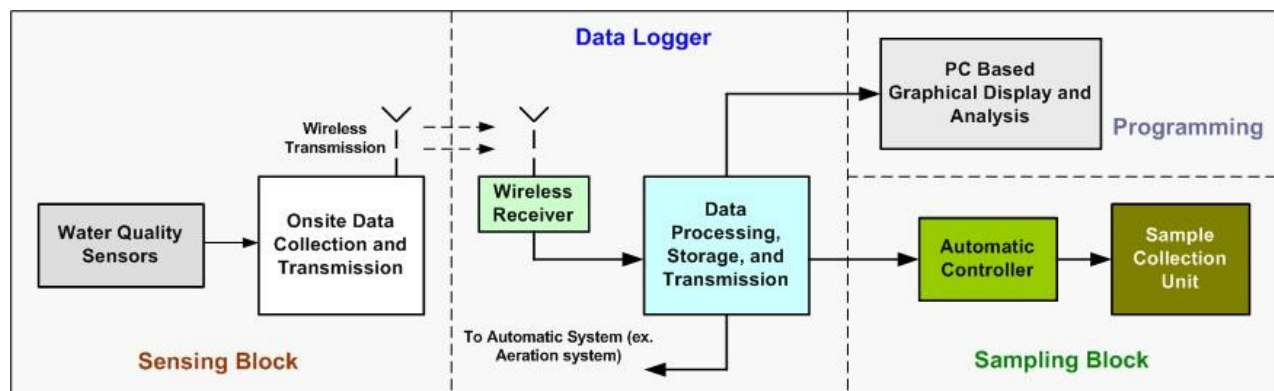 Data Logger
PC Based
Graphical Display and
Analysis
Programming
Wireless
Transmission
Wireless
Receiver
Water Quality
Sensors
Onsite Data
Collection and
Transmission
Data
Processing,
Storage, and
Transmission
Automatic
Controller
Sample
Collection
Unit
To Automatic System (ex.
Aeration system)
Sensing Block
Sampling Block